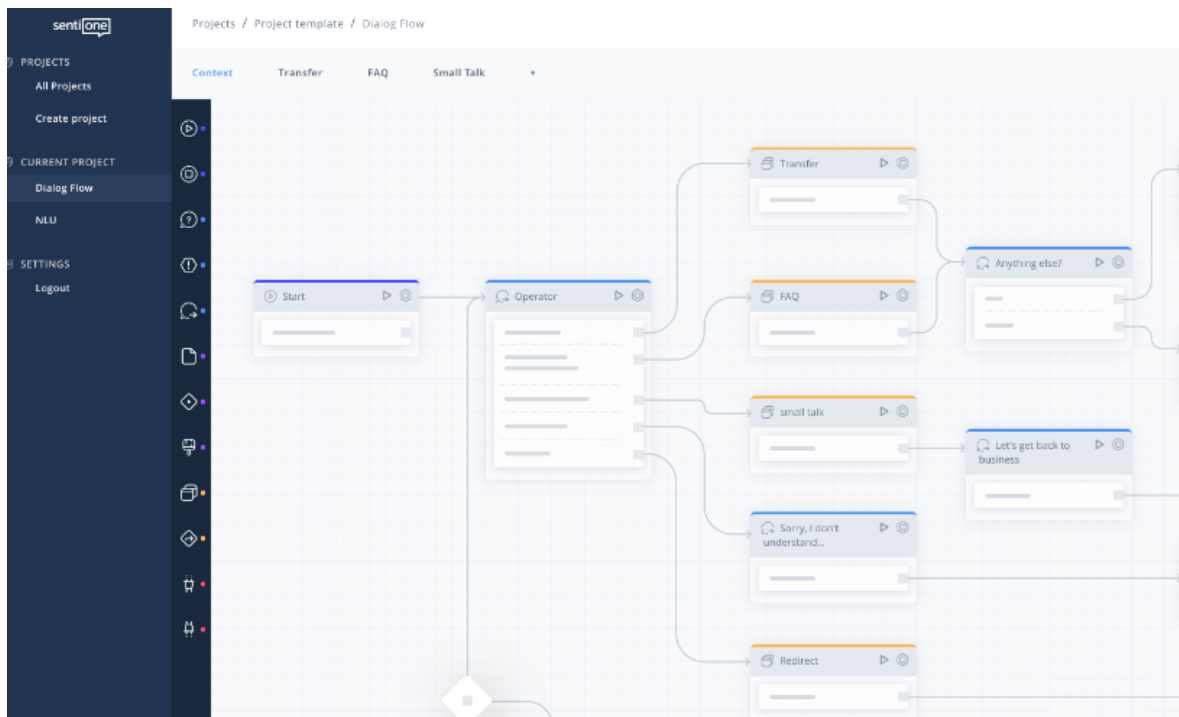 sentione
Projects / Project template / Dialog Flow
PROJECTS
All Projects
Create project
CURRENT PROJECT
Dialog Flow
NLU
SETTINGS
Logout
Context Transfer FAQ Small Talk +
Start
Operator
Transfer
FAQ
small talk
Sorry, I don't
understand...
Redirect
Anything else?
Let's get back to
business